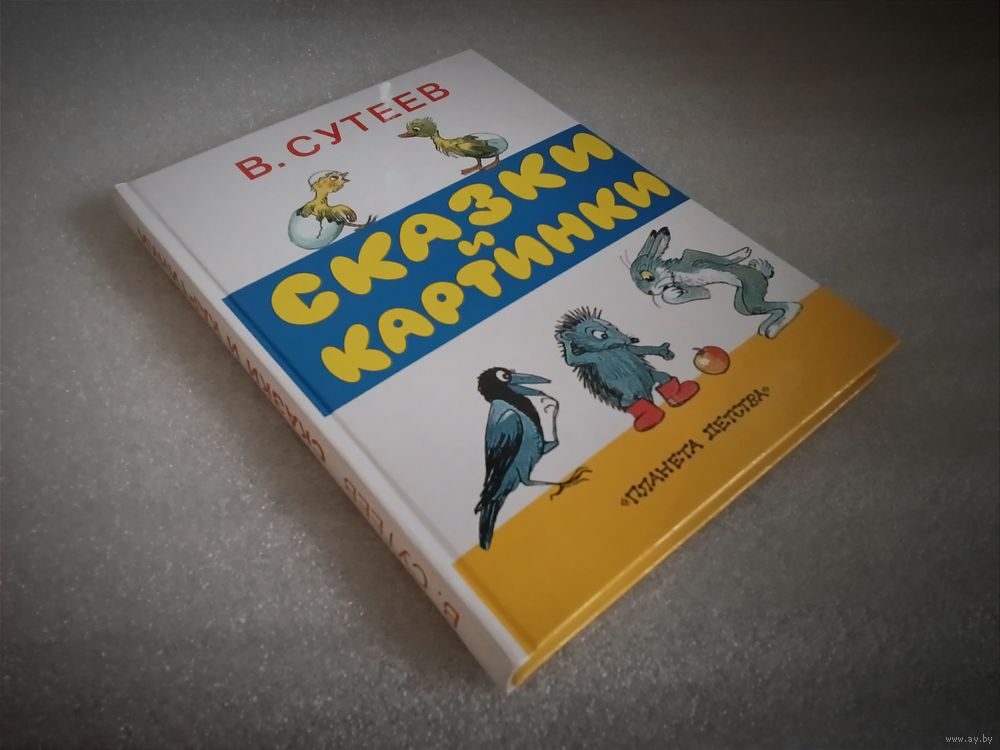 В. СУТЕЕВ
СКАЗКИ
И
КАРТИНКИ
«ПЛАНЕТА ДЕТСТВА»
В. СУТЕЕВ СКАЗКИ И КАРТИНКИ
www.ay.by